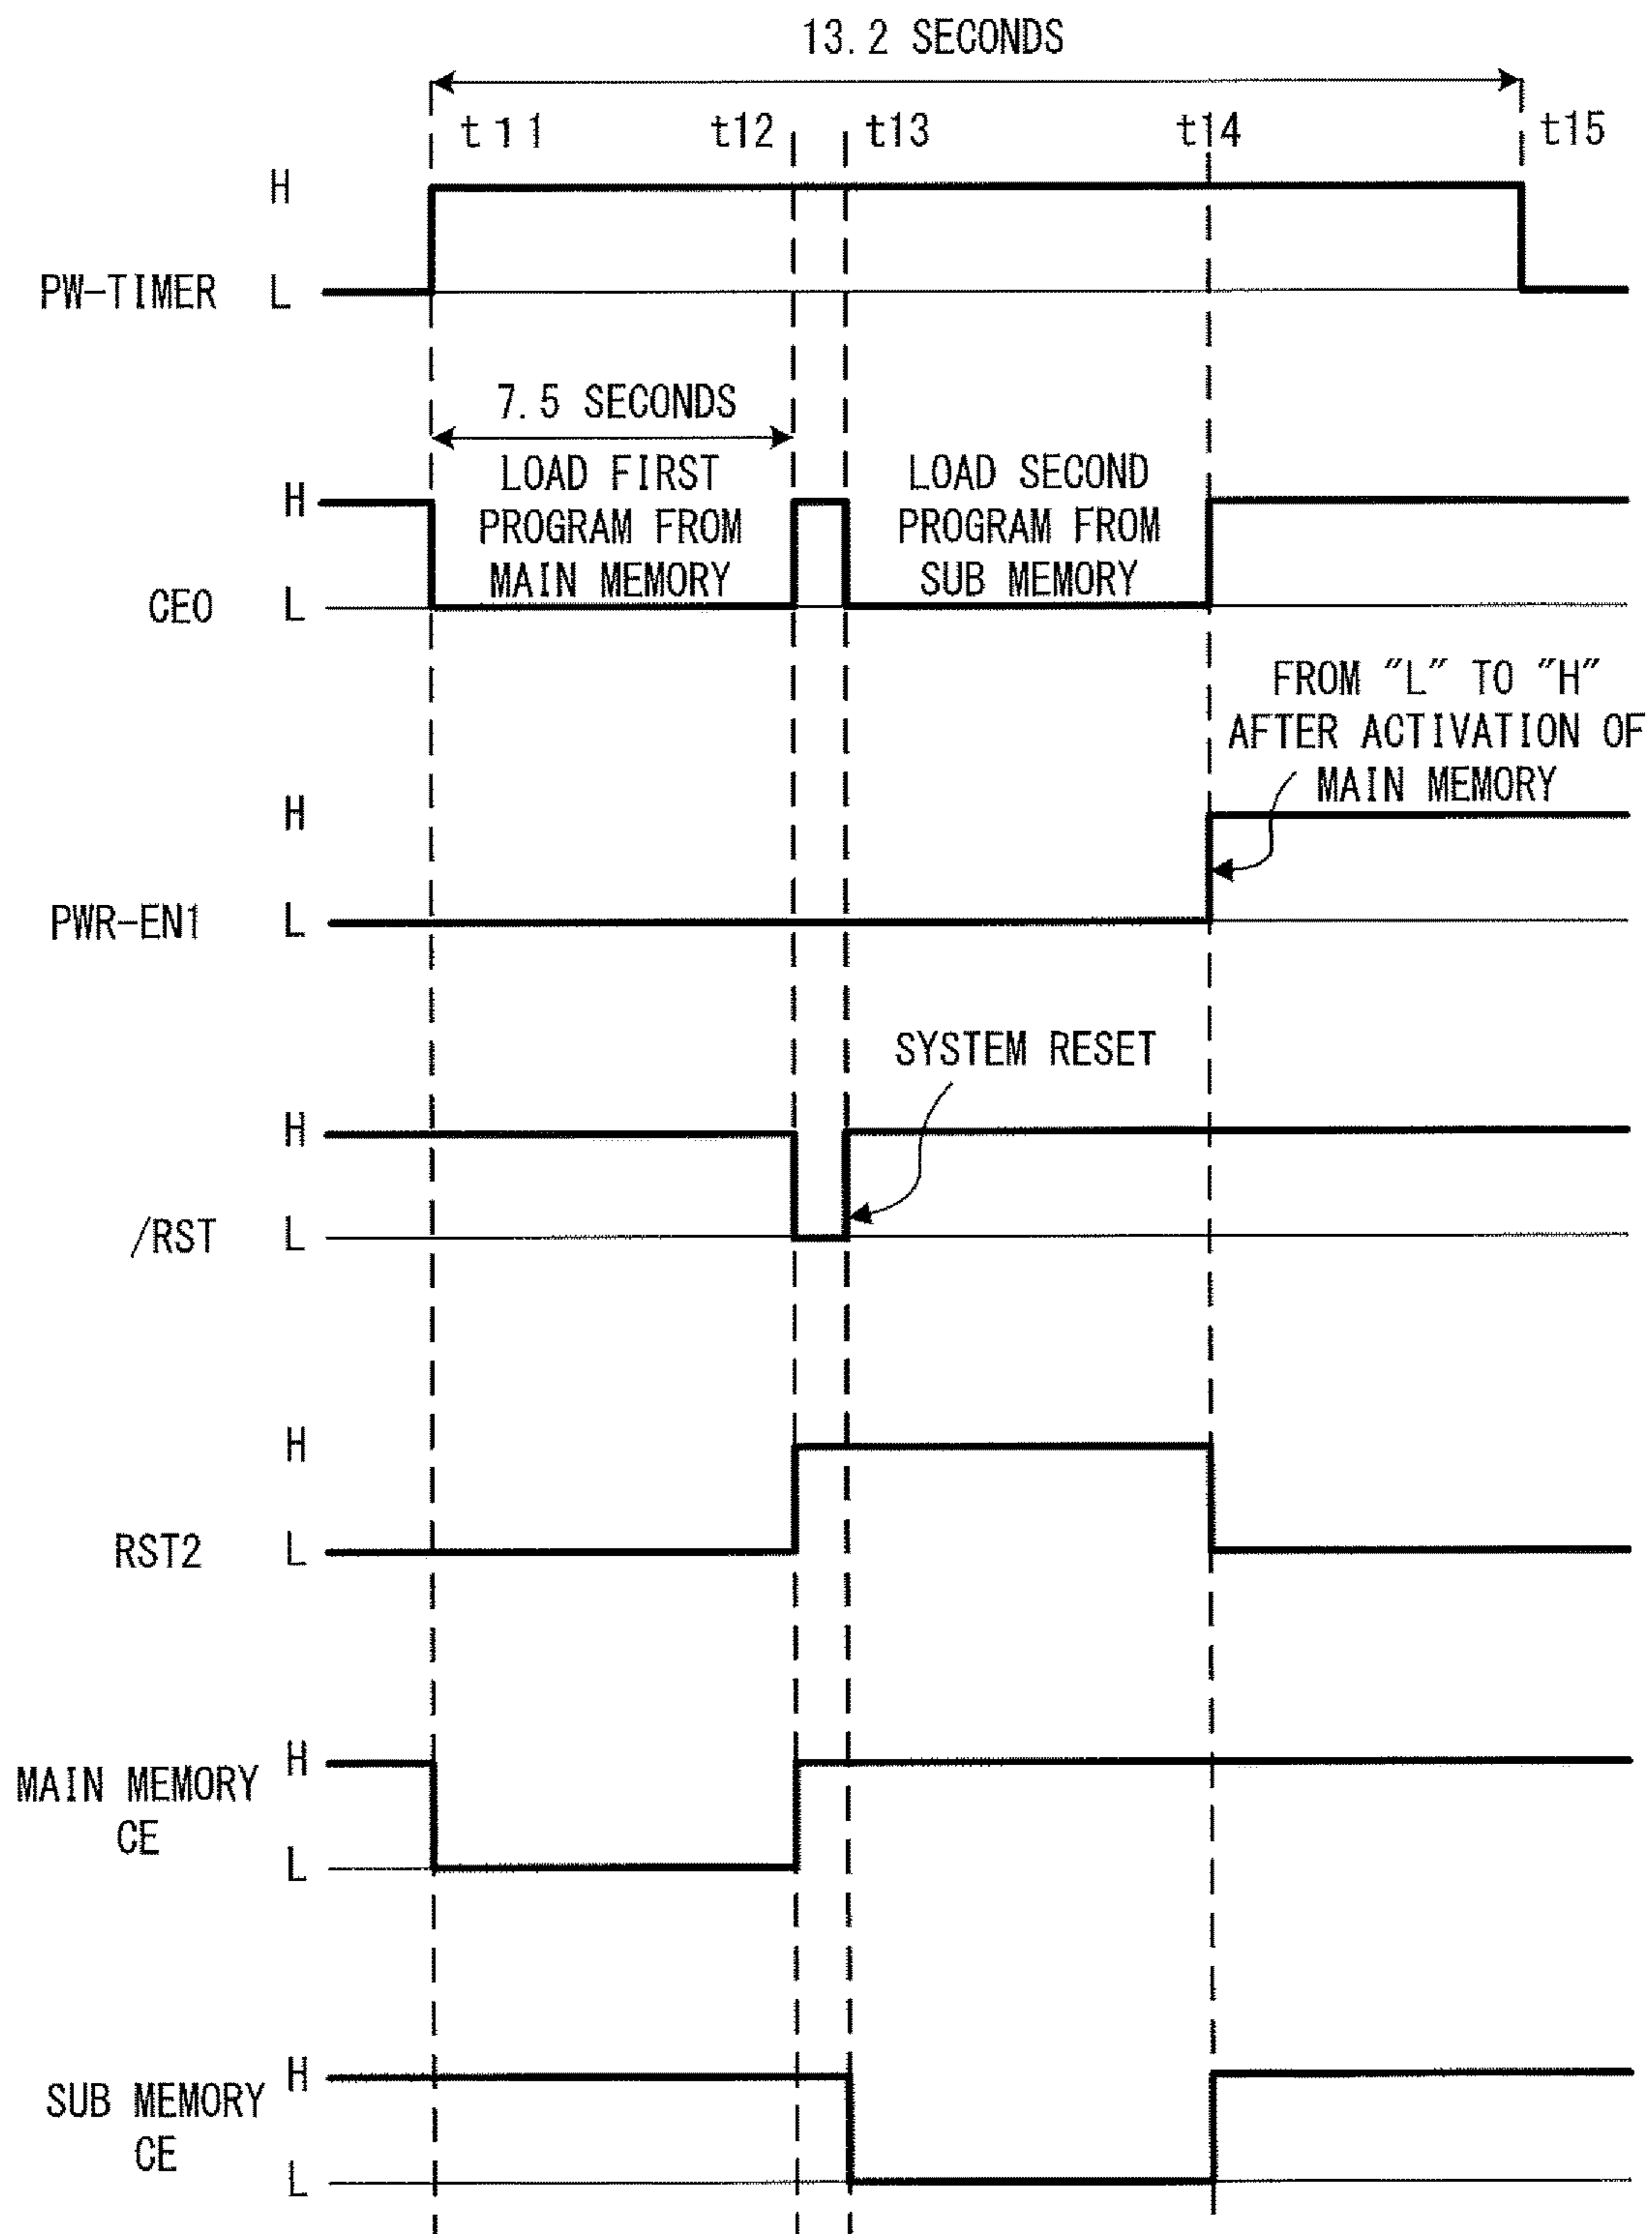 13.2 SECONDS
t11 t12 t13 t14 t15
H
PW-TIMER L
7.5 SECONDS
H LOAD FIRST LOAD SECOND
PROGRAM FROM PROGRAM FROM
MAIN MEMORY SUB MEMORY
CE0 L
FROM "L" TO "H"
AFTER ACTIVATION OF
MAIN MEMORY
H
PWR-EN1 L
SYSTEM RESET
H
/RST L
H
RST2 L
H
MAIN MEMORY
CE
L
H
SUB MEMORY
CE
L